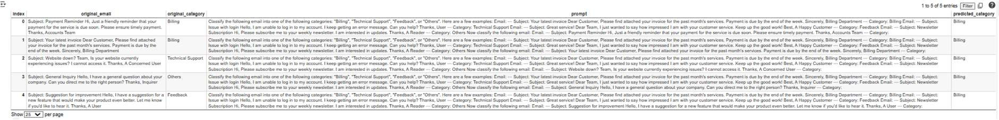 1 to 5 of 5 entries Filter
index original_email original_category prompt predicted_category
0 Subject: Payment Reminder Hi, Just a friendly reminder that your payment for the service is due soon. Please ensure timely payment. Thanks, Accounts Team Billing Classify the following email into one of the following categories: "Billing", "Technical Support", "Feedback", or "Others". Here are a few examples: Email: --- Subject: Your latest invoice Dear Customer, Please find attached your invoice for the past month's services. Payment is due by the end of the week. Sincerely, Billing Department --- Category: Billing Email: --- Subject: Issue with login Hello, I am unable to log in to my account. I keep getting an error message. Can you help? Thanks, User --- Category: Technical Support Email: --- Subject: Great service! Dear Team, I just wanted to say how impressed I am with your customer service. Keep up the good work! Best, A Happy Customer --- Category: Feedback Email: --- Subject: Newsletter Subscription Hi, Please subscribe me to your weekly newsletter. I am interested in updates. Thanks, A Reader --- Category: Others Now classify the following email: Email: --- Subject: Payment Reminder Hi, Just a friendly reminder that your payment for the service is due soon. Please ensure timely payment. Thanks, Accounts Team --- Category: Billing
1 Subject: Your latest invoice Dear Customer, Please find attached your invoice for the past month's services. Payment is due by the end of the week. Sincerely, Billing Department Billing Classify the following email into one of the following categories: "Billing", "Technical Support", "Feedback", or "Others". Here are a few examples: Email: --- Subject: Your latest invoice Dear Customer, Please find attached your invoice for the past month's services. Payment is due by the end of the week. Sincerely, Billing Department --- Category: Billing Email: --- Subject: Issue with login Hello, I am unable to log in to my account. I keep getting an error message. Can you help? Thanks, User --- Category: Technical Support Email: --- Subject: Great service! Dear Team, I just wanted to say how impressed I am with your customer service. Keep up the good work! Best, A Happy Customer --- Category: Feedback Email: --- Subject: Newsletter Subscription Hi, Please subscribe me to your weekly newsletter. I am interested in updates. Thanks, A Reader --- Category: Others Now classify the following email: Email: --- Subject: Your latest invoice Dear Customer, Please find attached your invoice for the past month's services. Payment is due by the end of the week. Sincerely, Billing Department --- Category: Billing
2 Subject: Website down? Team, Is your website currently experiencing issues? I cannot access it. Thanks, A Concerned User Technical Support Classify the following email into one of the following categories: "Billing", "Technical Support", "Feedback", or "Others". Here are a few examples: Email: --- Subject: Your latest invoice Dear Customer, Please find attached your invoice for the past month's services. Payment is due by the end of the week. Sincerely, Billing Department --- Category: Billing Email: --- Subject: Issue with login Hello, I am unable to log in to my account. I keep getting an error message. Can you help? Thanks, User --- Category: Technical Support Email: --- Subject: Great service! Dear Team, I just wanted to say how impressed I am with your customer service. Keep up the good work! Best, A Happy Customer --- Category: Feedback Email: --- Subject: Newsletter Subscription Hi, Please subscribe me to your weekly newsletter. I am interested in updates. Thanks, A Reader --- Category: Others Now classify the following email: Email: --- Subject: Website down? Team, Is your website currently experiencing issues? I cannot access it. Thanks, A Concerned User --- Category: Billing
3 Subject: General Inquiry Hello, I have a general question about your company. Can you direct me to the right person? Thanks, Inquirer Others Classify the following email into one of the following categories: "Billing", "Technical Support", "Feedback", or "Others". Here are a few examples: Email: --- Subject: Your latest invoice Dear Customer, Please find attached your invoice for the past month's services. Payment is due by the end of the week. Sincerely, Billing Department --- Category: Billing Email: --- Subject: Issue with login Hello, I am unable to log in to my account. I keep getting an error message. Can you help? Thanks, User --- Category: Technical Support Email: --- Subject: Great service! Dear Team, I just wanted to say how impressed I am with your customer service. Keep up the good work! Best, A Happy Customer --- Category: Feedback Email: --- Subject: Newsletter Subscription Hi, Please subscribe me to your weekly newsletter. I am interested in updates. Thanks, A Reader --- Category: Others Now classify the following email: Email: --- Subject: General Inquiry Hello, I have a general question about your company. Can you direct me to the right person? Thanks, Inquirer --- Category: Billing
4 Subject: Suggestion for improvement Hello, I have a suggestion for a new feature that would make your product even better. Let me know if you'd like to hear it. Thanks, A User Feedback Classify the following email into one of the following categories: "Billing", "Technical Support", "Feedback", or "Others". Here are a few examples: Email: --- Subject: Your latest invoice Dear Customer, Please find attached your invoice for the past month's services. Payment is due by the end of the week. Sincerely, Billing Department --- Category: Billing Email: --- Subject: Issue with login Hello, I am unable to log in to my account. I keep getting an error message. Can you help? Thanks, User --- Category: Technical Support Email: --- Subject: Great service! Dear Team, I just wanted to say how impressed I am with your customer service. Keep up the good work! Best, A Happy Customer --- Category: Feedback Email: --- Subject: Newsletter Subscription Hi, Please subscribe me to your weekly newsletter. I am interested in updates. Thanks, A Reader --- Category: Others Now classify the following email: Email: --- Subject: Suggestion for improvement Hello, I have a suggestion for a new feature that would make your product even better. Let me know if you'd like to hear it. Thanks, A User --- Category: Billing
Show 25 per page